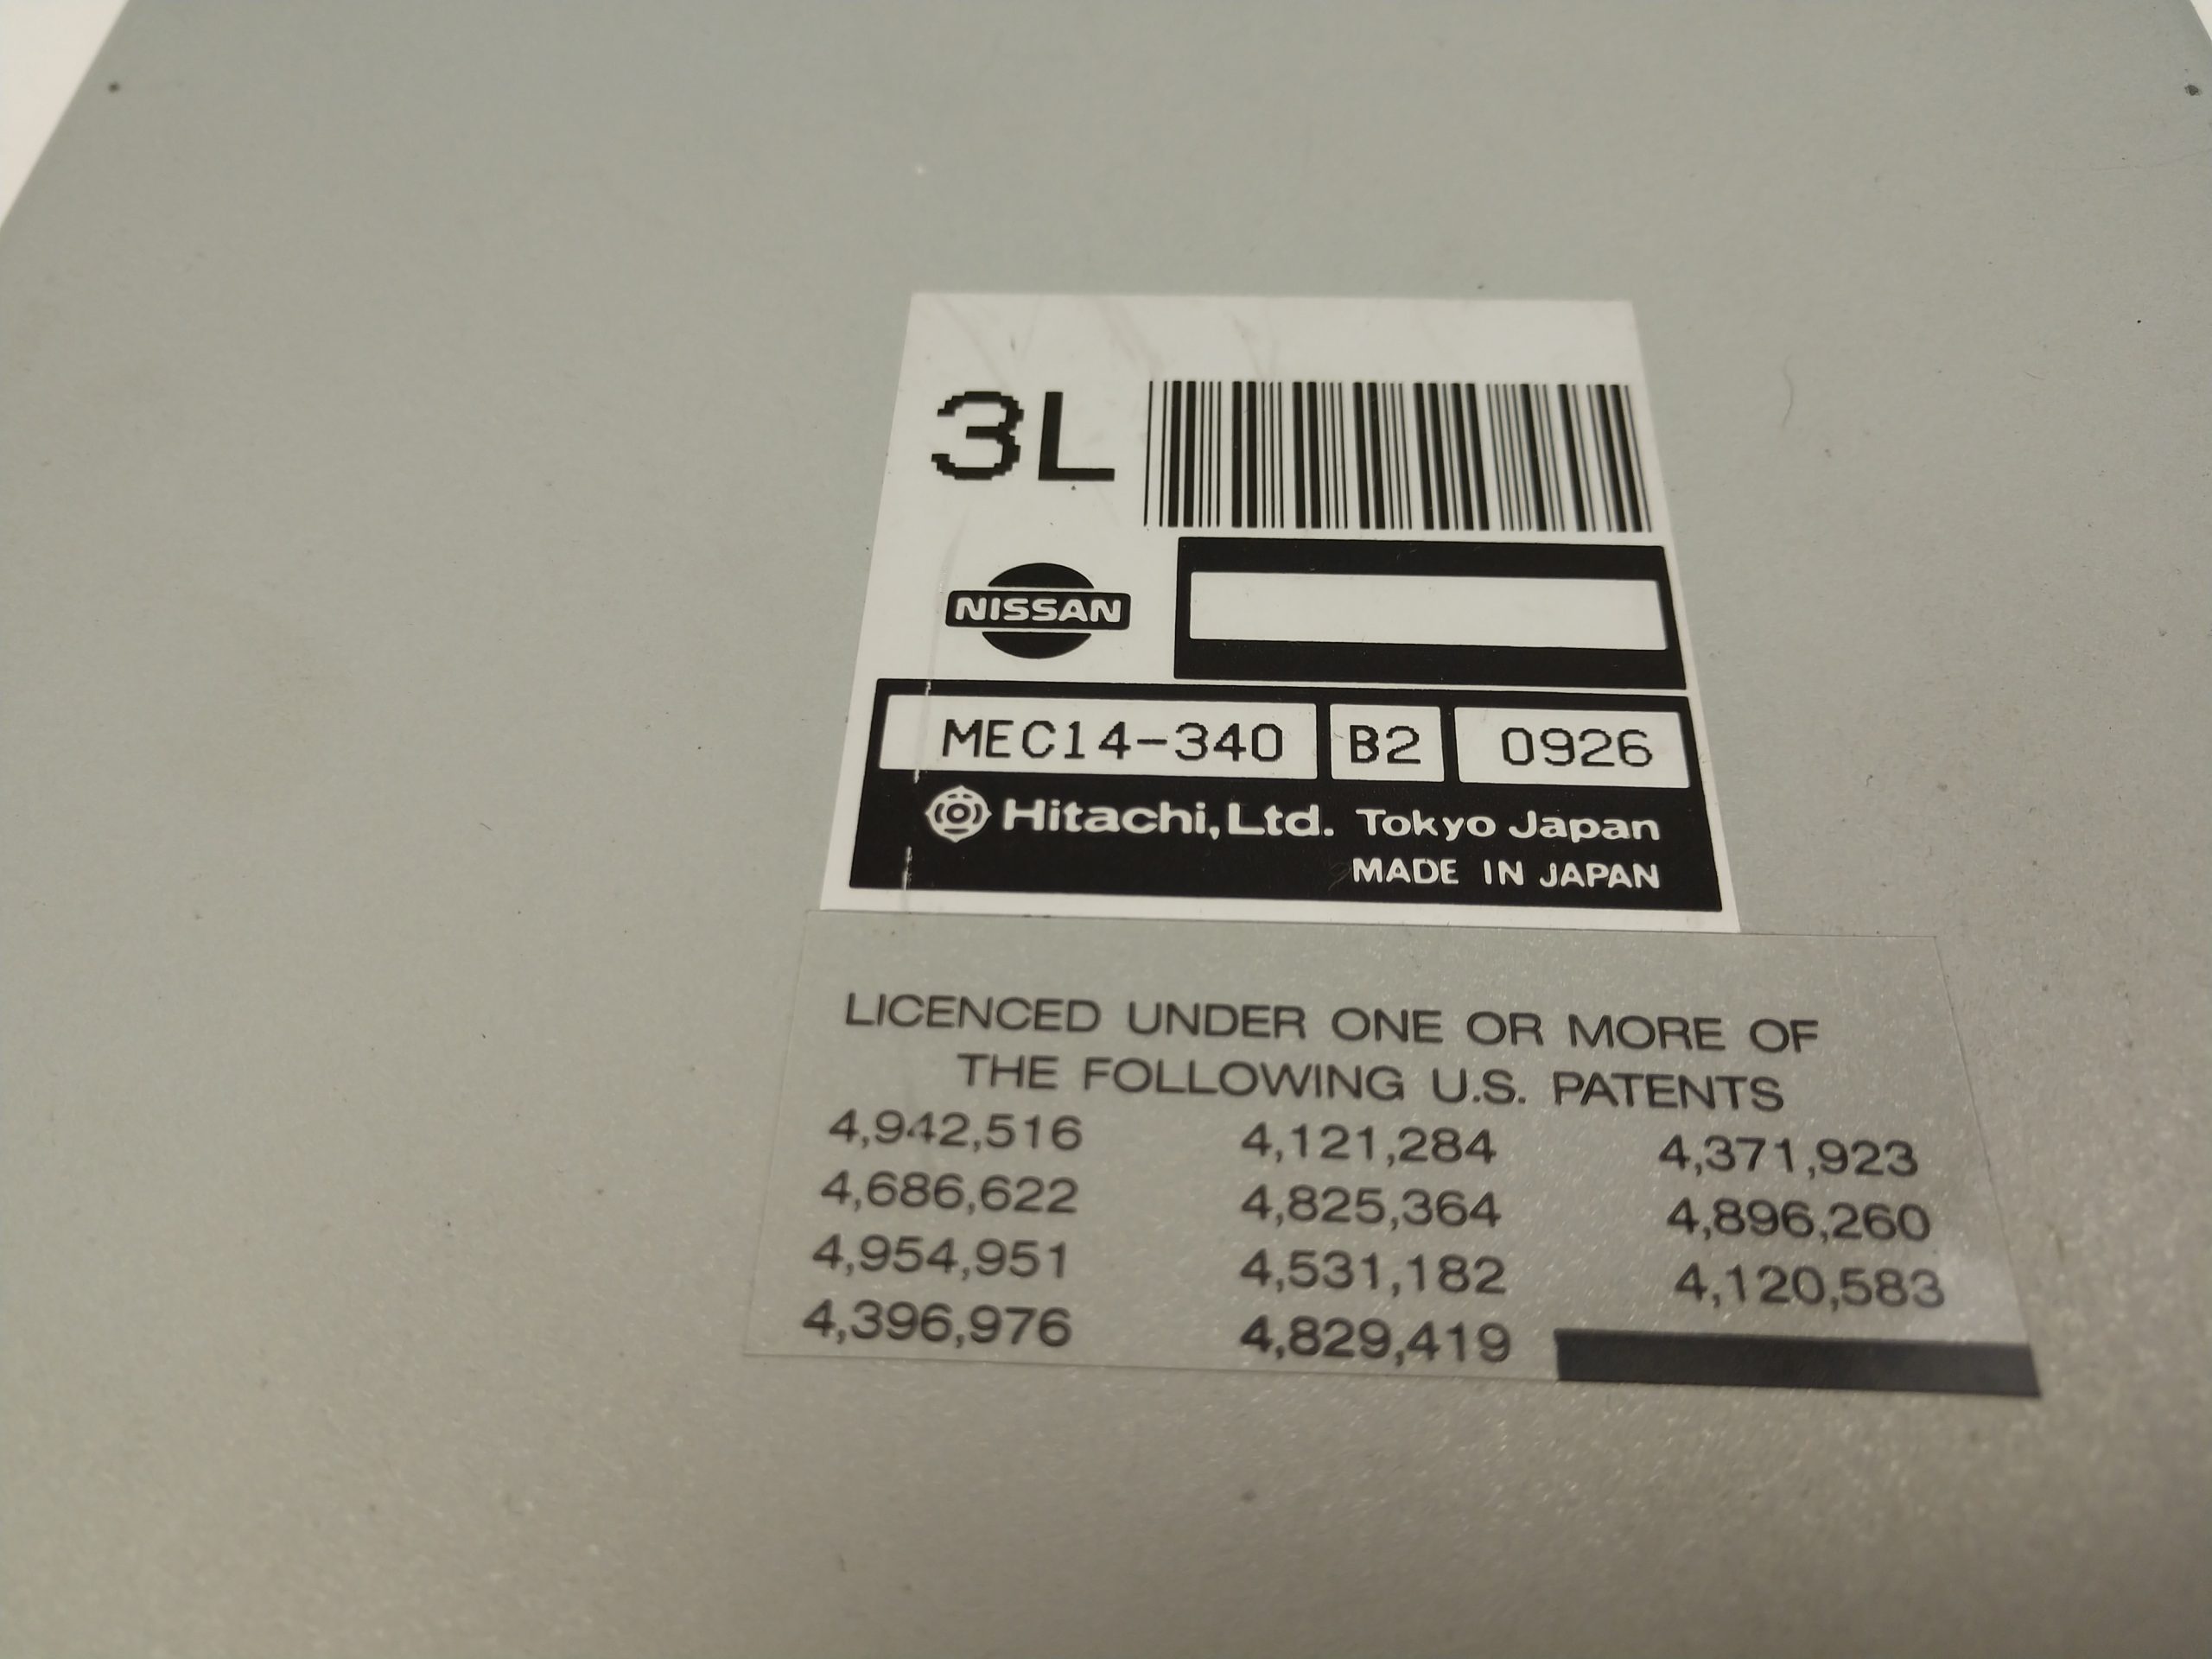 3L
NISSAN
MEC14-340 B2 0926
Hitachi, Ltd. Tokyo Japan
MADE IN JAPAN
LICENCED UNDER ONE OR MORE OF
THE FOLLOWING U.S. PATENTS
4,942,516 4,121,284 4,371,923
4,686,622 4,825,364 4,896,260
4,954,951 4,531,182 4,120,583
4,396,976 4,829,419